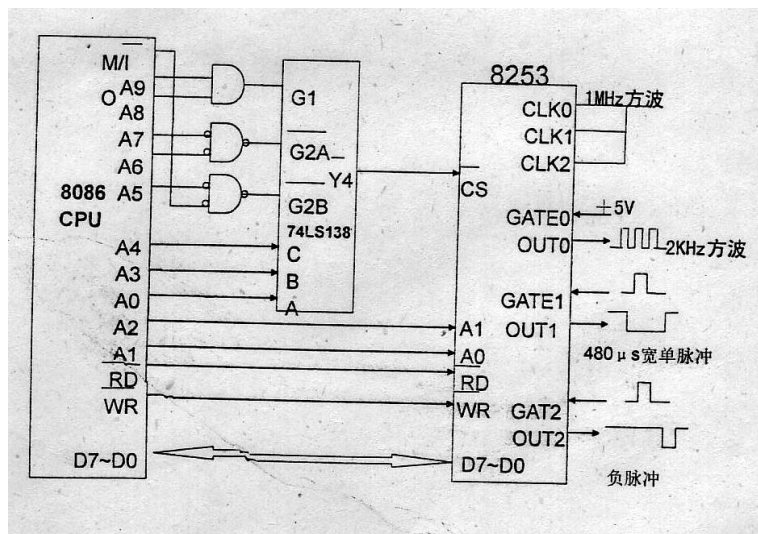 M/I
O
A9
A8
A7
A6
A5
8086
CPU
A4
A3
A0
A2
A1
RD
WR
D7~D0
G1
G2A
Y4
G2B
74LS138
C
B
A
8253
CS
A1
A0
RD
WR
D7~D0
CLK0
CLK1
CLK2
GATE0
OUT0
GATE1
OUT1
GAT2
OUT2
1MHz方波
±5V
2KHz方波
480μs宽单脉冲
负脉冲